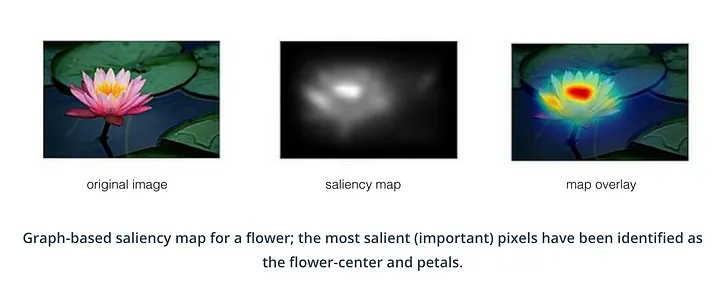 original image
saliency map
map overlay
Graph-based saliency map for a flower; the most salient (important) pixels have been identified as
the flower-center and petals.